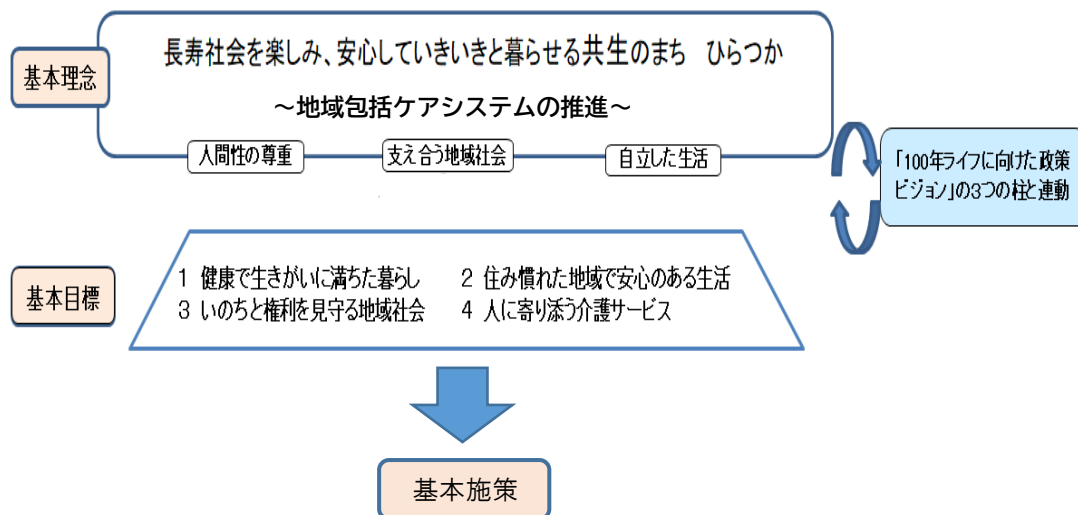 基本理念
長寿社会を楽しみ、安心していきいきと暮らせる共生のまち　ひらつか
～地域包括ケアシステムの推進～
人間性の尊重
支え合う地域社会
自立した生活
「100年ライフに向けた政策
ビジョン」の3つの柱と連動
基本目標
1 健康で生きがいに満ちた暮らし　2 住み慣れた地域で安心のある生活
3 いのちと権利を見守る地域社会　4 人に寄り添う介護サービス
基本施策